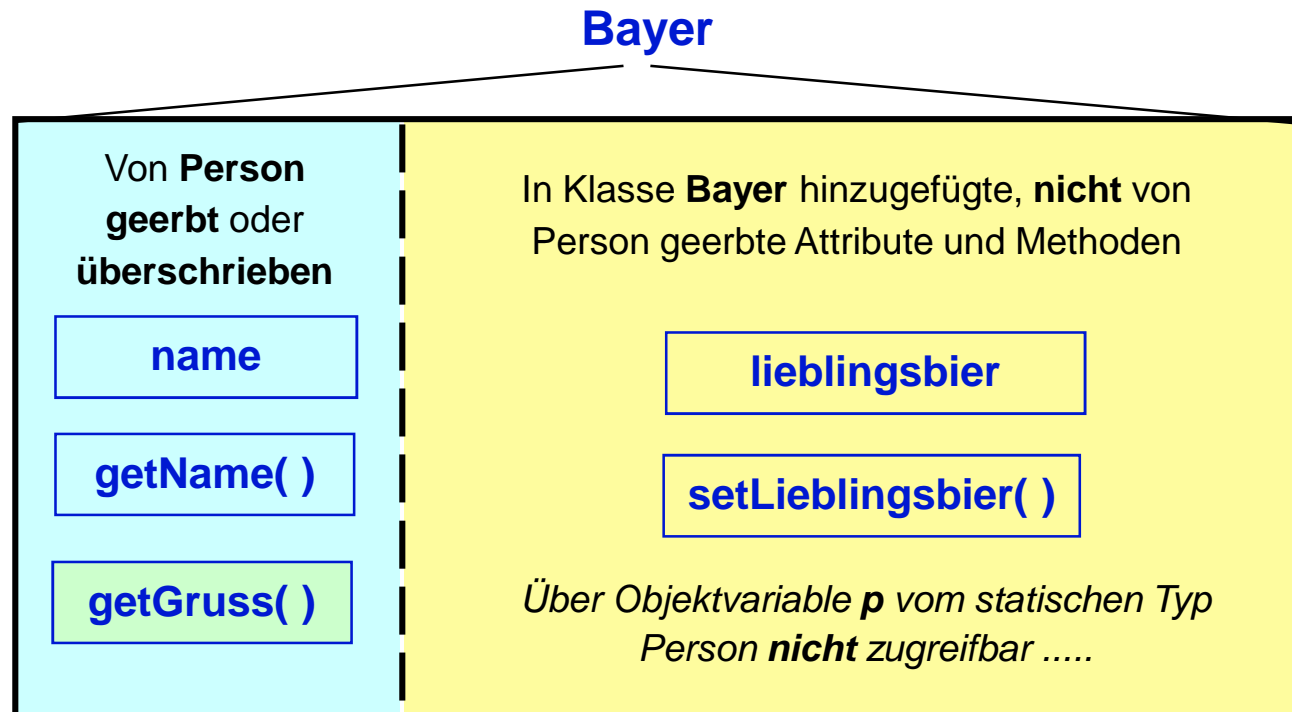 Bayer
Von Person
geerbt oder
überschrieben
name
getName( )
getGruss( )
In Klasse Bayer hinzugefügte, nicht von
Person geerbte Attribute und Methoden
lieblingsbier
setLieblingsbier( )
Über Objektvariable p vom statischen Typ
Person nicht zugreifbar .....